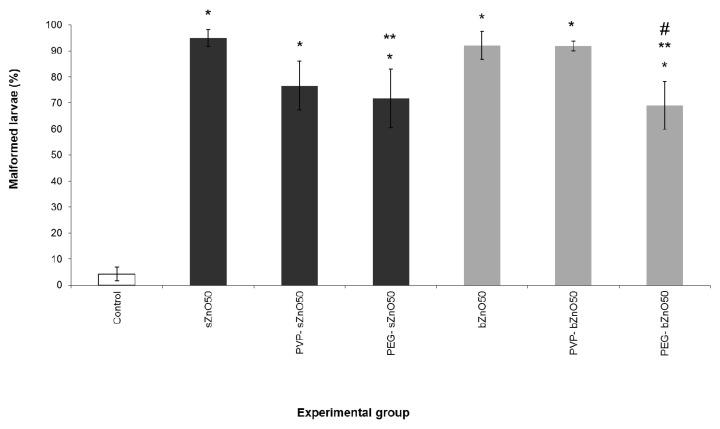 Malformed larvae (%)
100
90
80
70
60
50
40
30
20
10
0
*
*
**
*
*
*
#
**
*
Control
sZnO50
PVP- sZnO50
PEG- sZnO50
bZnO50
PVP- bZnO50
PEG- bZnO50
Experimental group